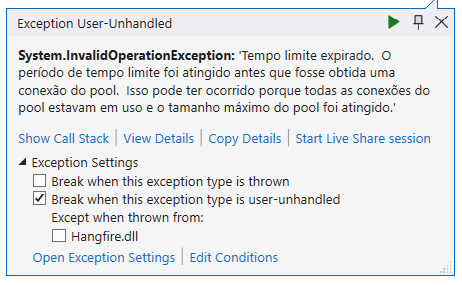 Exception User-Unhandled
System.InvalidOperationException: 'Tempo limite expirado.  O
período de tempo limite foi atingido antes que fosse obtida uma
conexão do pool.  Isso pode ter ocorrido porque todas as conexões do
pool estavam em uso e o tamanho máximo do pool foi atingido.'
Show Call Stack | View Details | Copy Details | Start Live Share session
Exception Settings
Break when this exception type is thrown
Break when this exception type is user-unhandled
Except when thrown from:
Hangfire.dll
Open Exception Settings | Edit Conditions